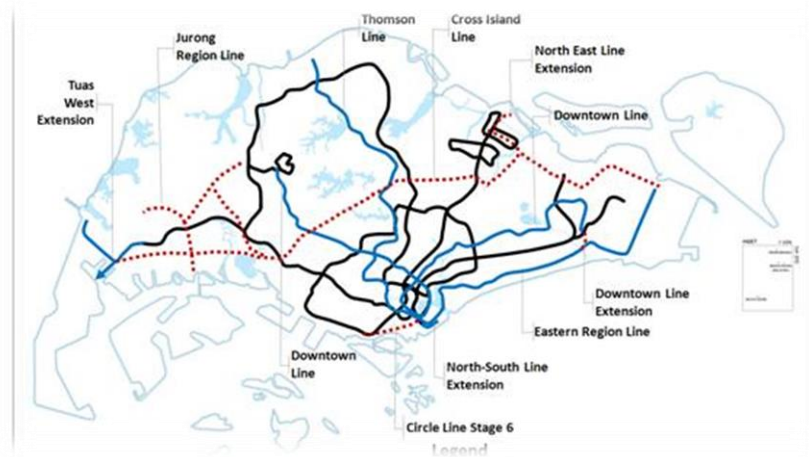 Thomson
Line
Cross Island
Line
Jurong
Region Line
North East Line
Extension
Tuas
West
Extension
Downtown Line
Downtown Line
Extension
Eastern Region Line
Downtown
Line
North-South Line
Extension
Circle Line Stage 6
Legend